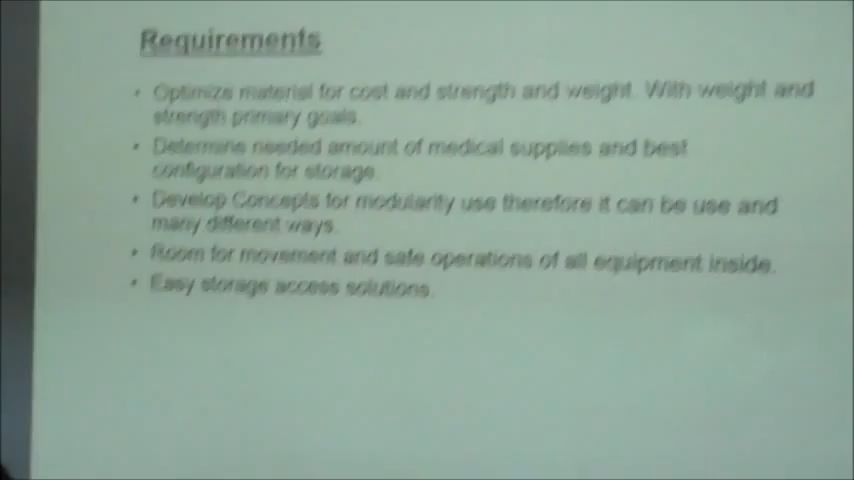 Requirements
• Optimize material for cost and strength and weight. With weight and
strength primary goals.
• Determine needed amount of medical supplies and best
configuration for storage.
• Develop Concepts for modularity use therefore it can be use and
many different ways.
• Room for movement and safe operations of all equipment inside.
• Easy storage access solutions.